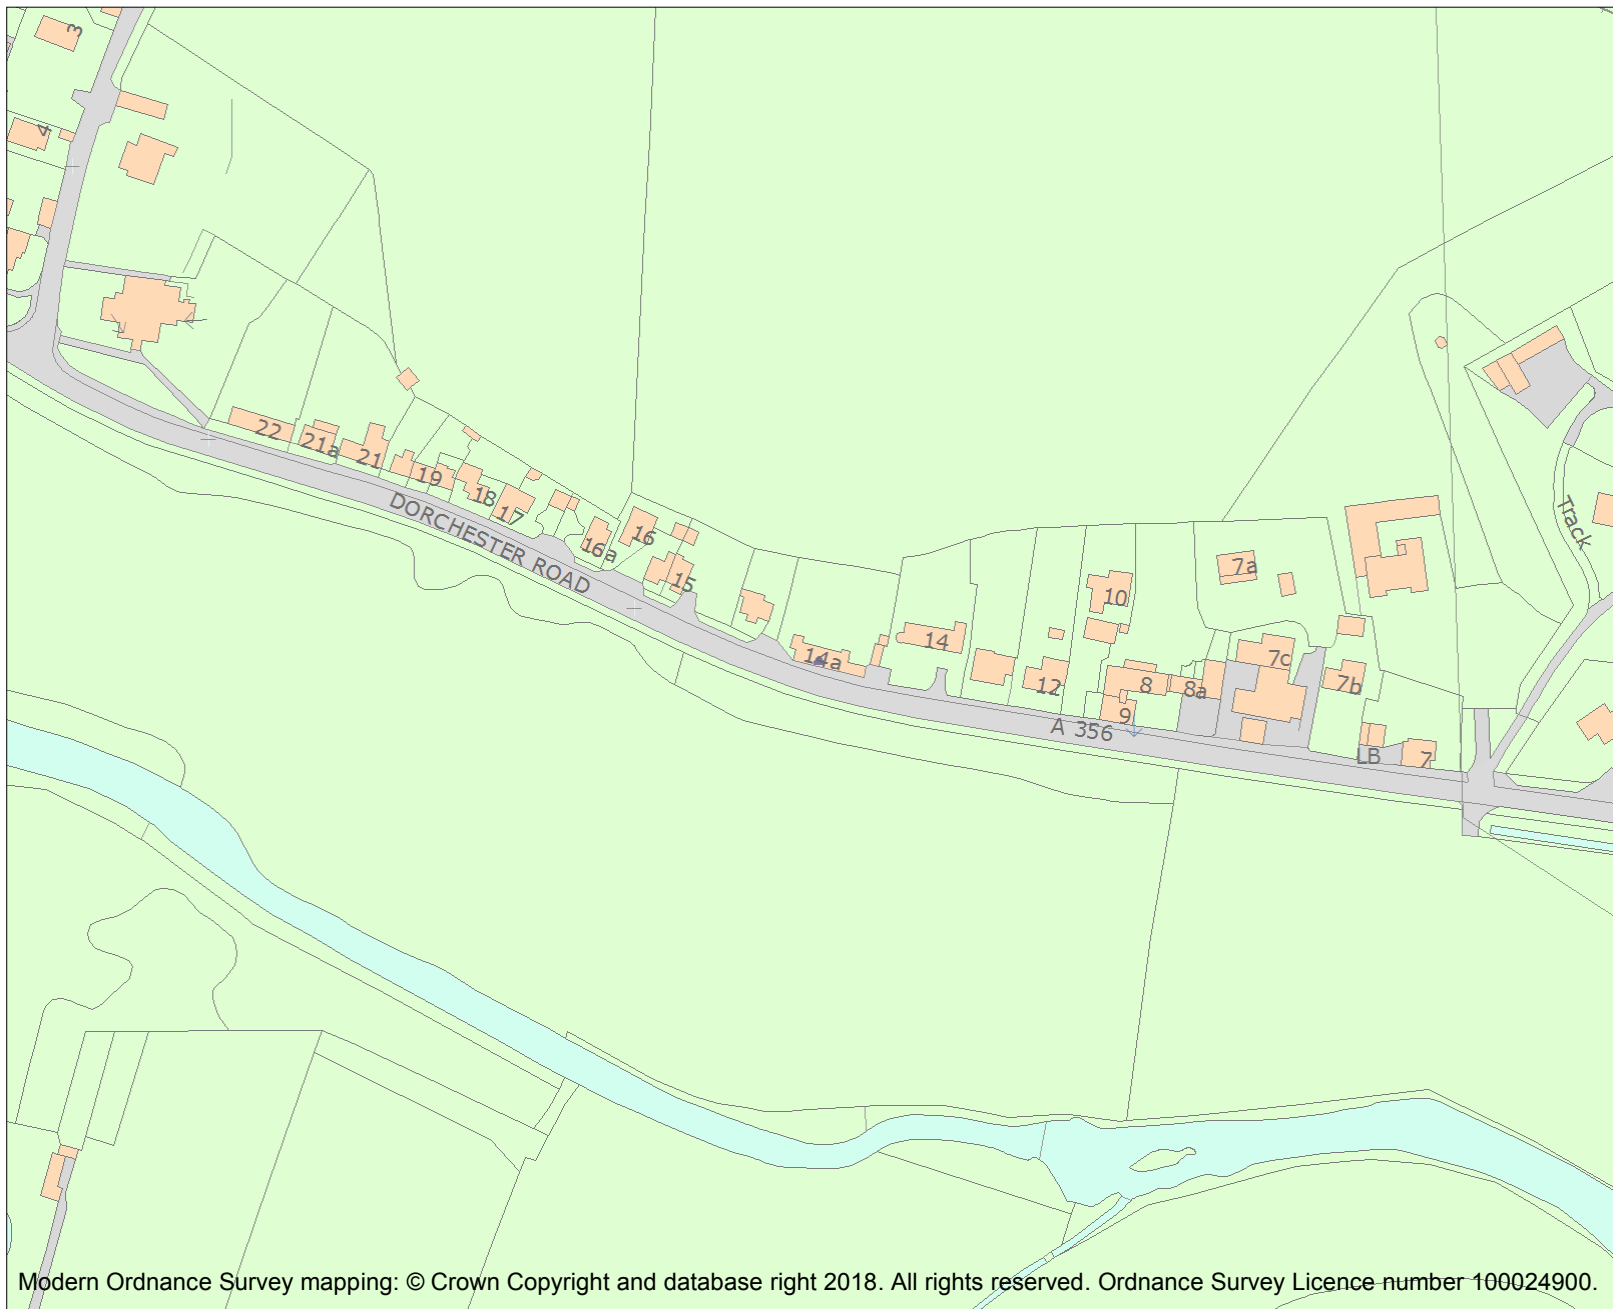 3
4
22
21a
21
19
18
17
16a
16
15
DORCHESTER ROAD
14a
14
12
10
9
8
8a
7a
7c
7b
7
LB
A 356
Track
Modern Ordnance Survey mapping: © Crown Copyright and database right 2018. All rights reserved. Ordnance Survey Licence number 100024900.